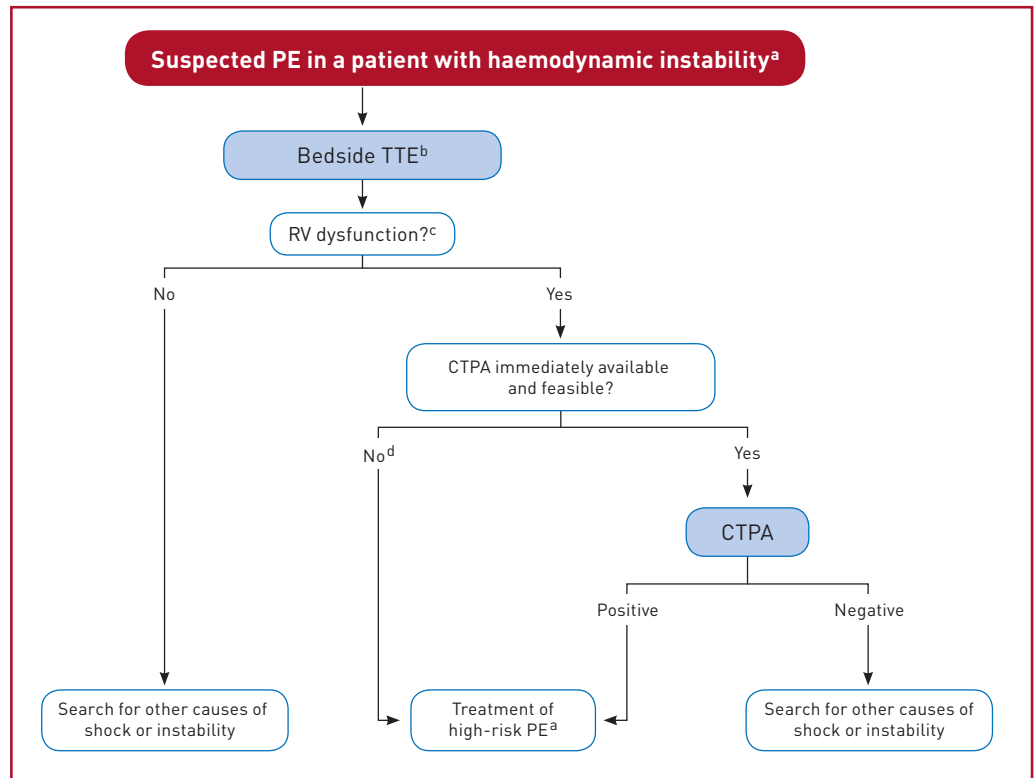 Suspected PE in a patient with haemodynamic instabilityᵃ
Bedside TTEᵇ
RV dysfunction?ᶜ
No
Yes
CTPA immediately available
and feasible?
Noᵈ
Yes
CTPA
Positive
Negative
Search for other causes of
shock or instability
Treatment of
high-risk PEᵃ
Search for other causes of
shock or instability